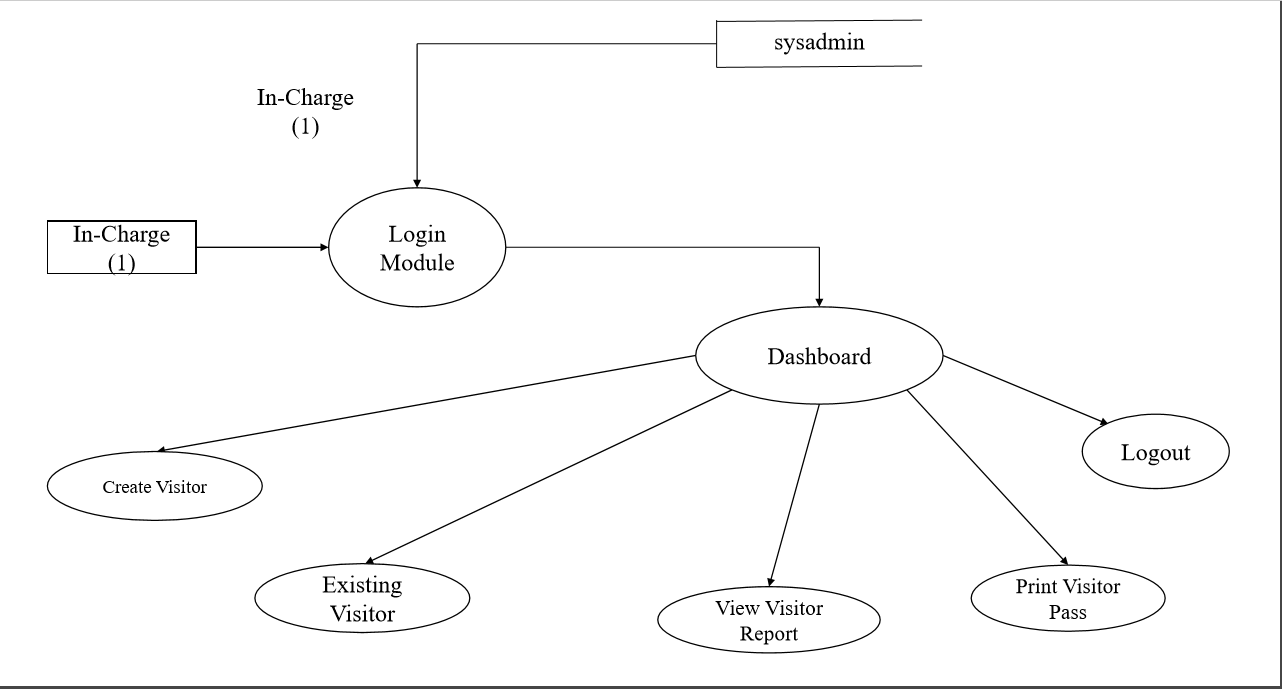 sysadmin
In-Charge
(1)
In-Charge
(1)
Login
Module
Dashboard
Logout
Create Visitor
Existing
Visitor
View Visitor
Report
Print Visitor
Pass